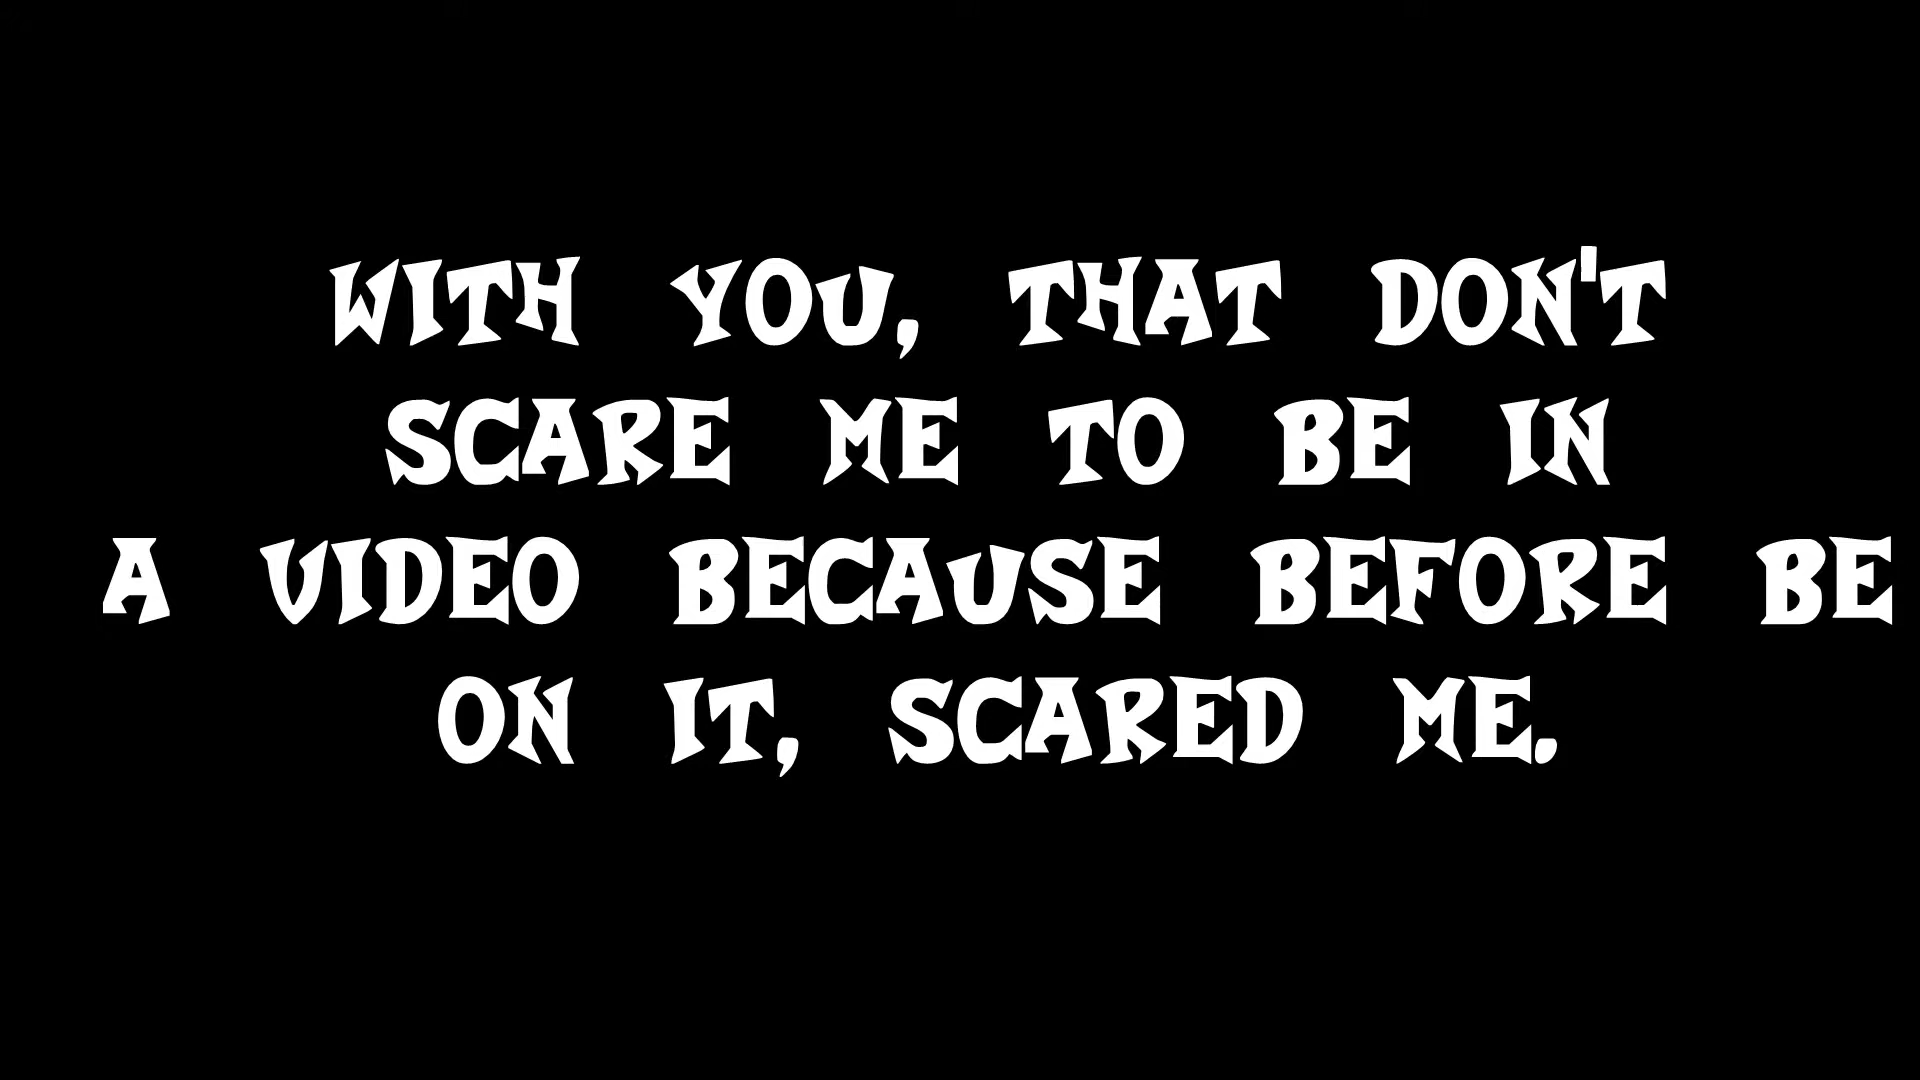 WITH YOU, THAT DON'T
SCARE ME TO BE IN
A VIDEO BECAUSE BEFORE BE
ON IT, SCARED ME.